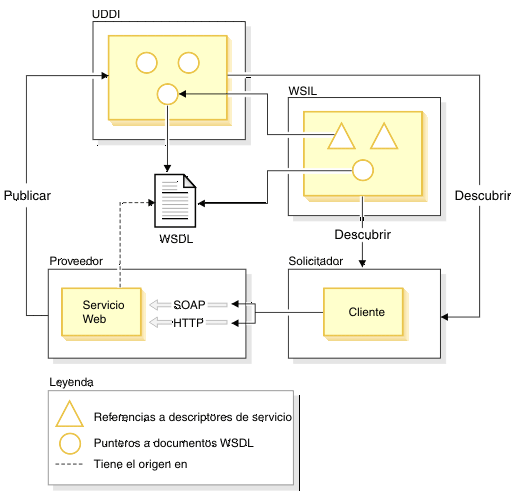 UDDI
WSIL
Publicar
Descubrir
WSDL
Descubrir
Proveedor
Solicitador
Servicio
Web
SOAP
HTTP
Cliente
Leyenda
Referencias a descriptores de servicio
Punteros a documentos WSDL
Tiene el origen en